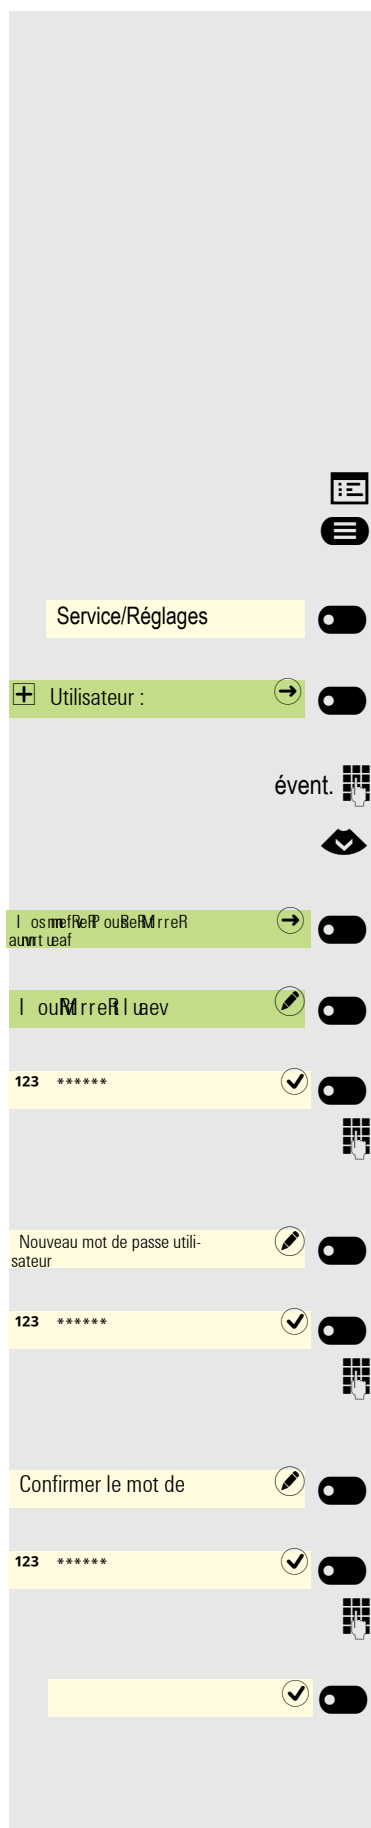 Service/Réglages
Utilisateur :
évent.
123 ******
Nouveau mot de passe utili-
sateur
123 ******
Confirmer le mot de
123 ******